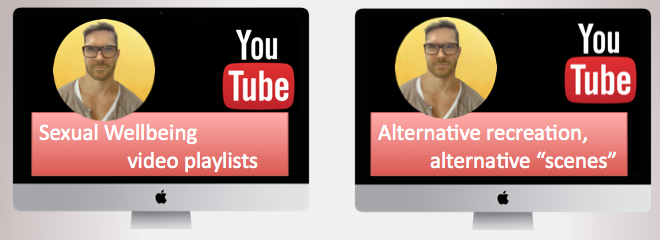 You
Tube
Sexual Wellbeing
video playlists
You
Tube
Alternative recreation,
alternative “scenes”